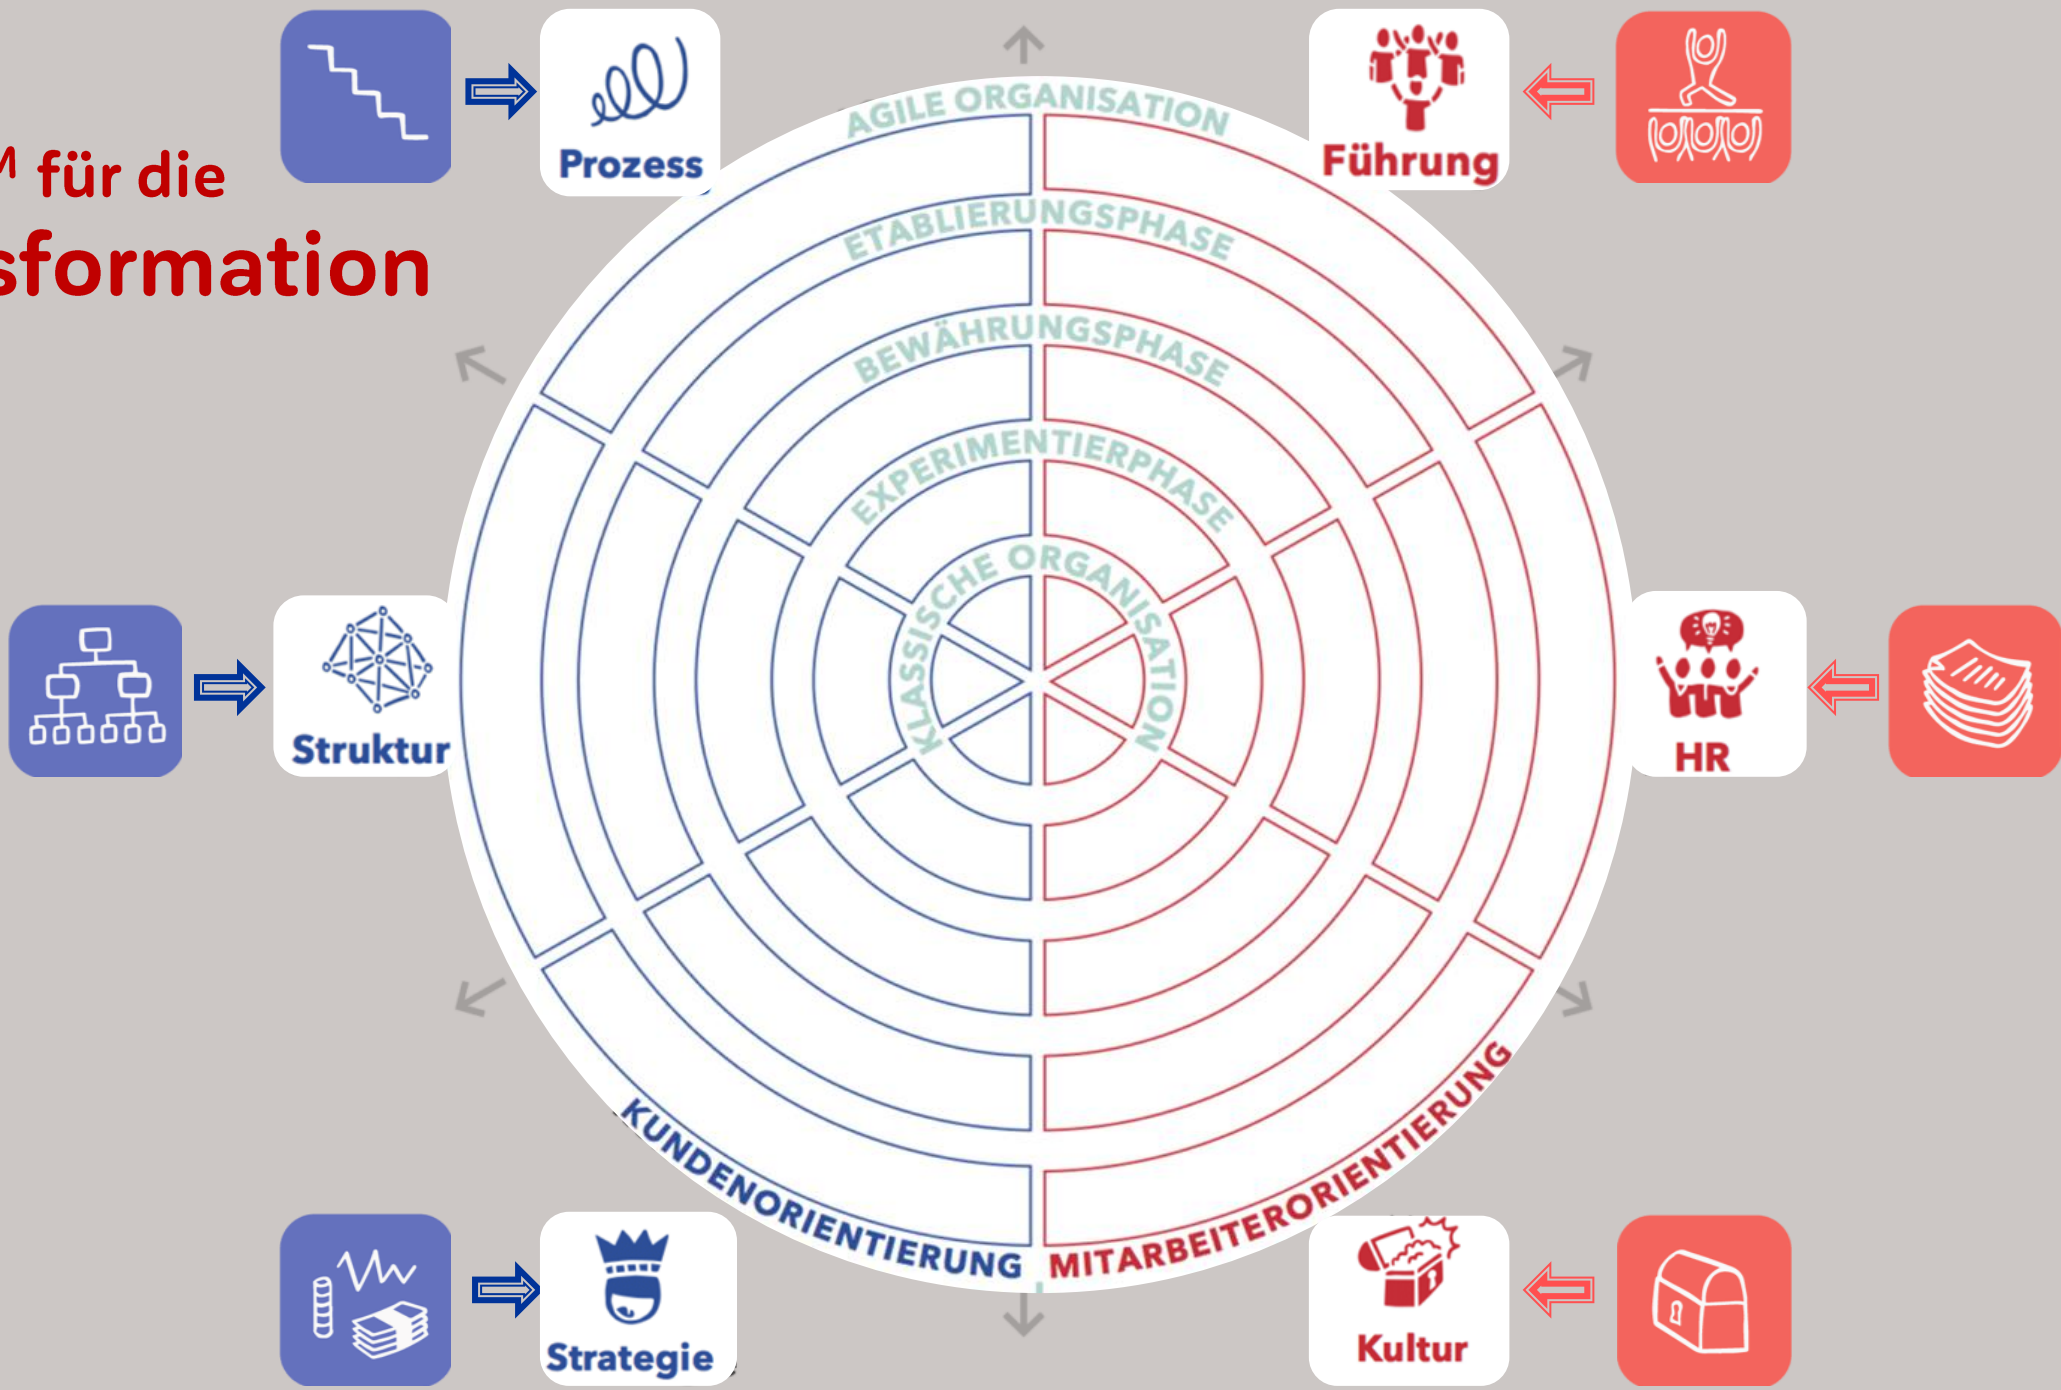 für die
sformation
Prozess
Führung
AGILE ORGANISATION
ETABLIERUNGSPHASE
BEWÄHRUNGSPHASE
EXPERIMENTIERPHASE
KLASSISCHE ORGANISATION
Struktur
HR
KUNDENORIENTIERUNG
MITARBEITERORIENTIERUNG
Strategie
Kultur